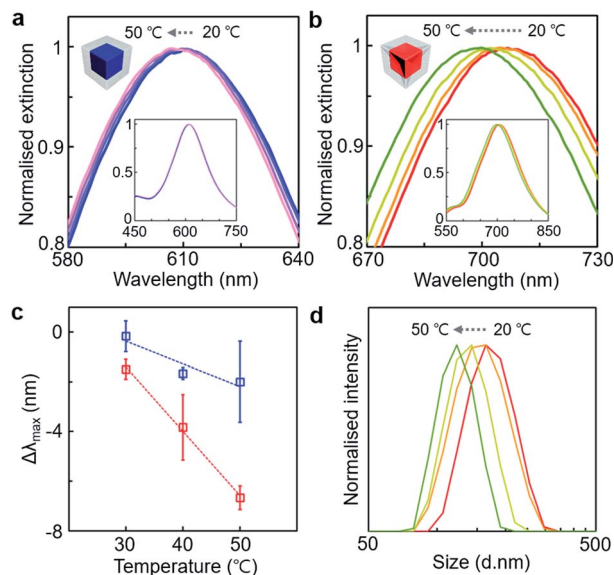 a
50 ℃ 20 ℃
Normalised extinction
1
0.9
0.8
1
0.5
0
450 600 750
580 610 640
Wavelength (nm)
b
50 ℃ 20 ℃
Normalised extinction
1
0.9
0.8
1
0.5
0
550 700 850
670 700 730
Wavelength (nm)
c
Δλmax (nm)
0
-4
-8
30 40 50
Temperature (℃)
d
50 ℃ 20 ℃
Normalised intensity
50 500
Size (d.nm)